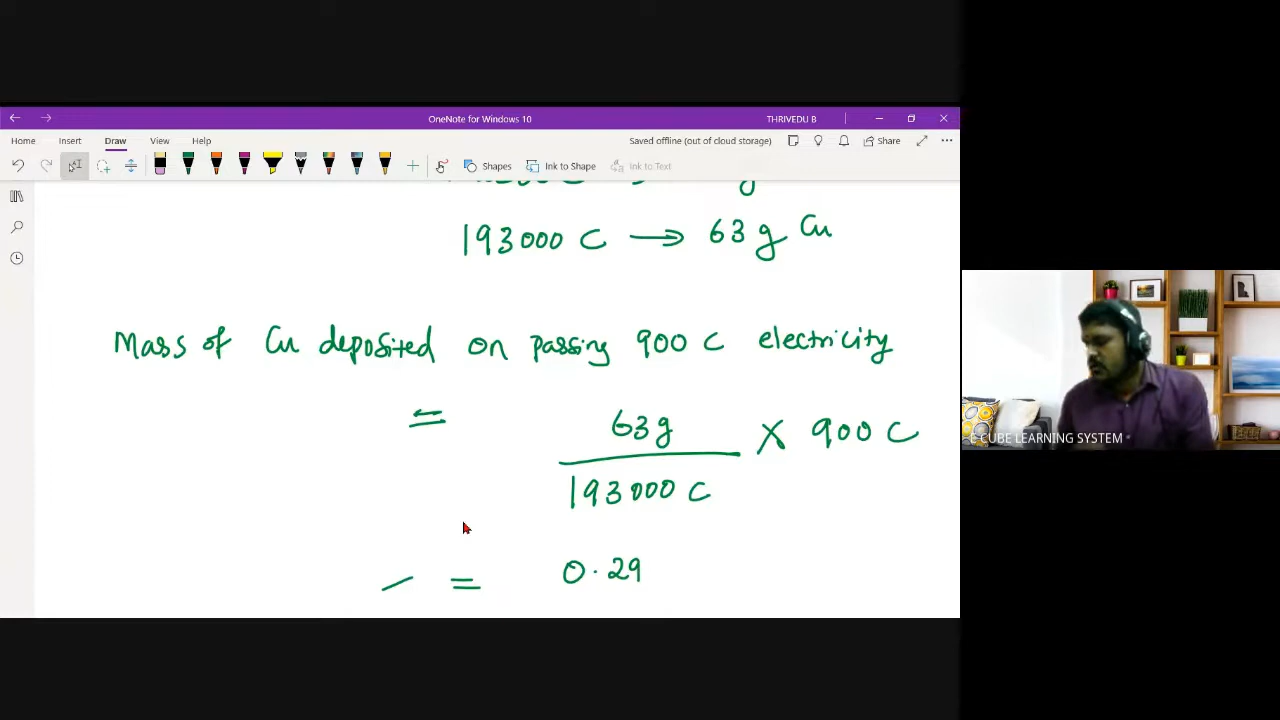 OneNote for Windows 10
THRIVEDU B
Home Insert Draw View Help
Saved offline (out of cloud storage)
Share
Shapes
Ink to Shape
Ink to Text
193000 C → 63 g Cu
Mass of Cu deposited on passing 900 C electricity
= 63g / 193000 C X 900 C
= 0.29
E CUBE LEARNING SYSTEM